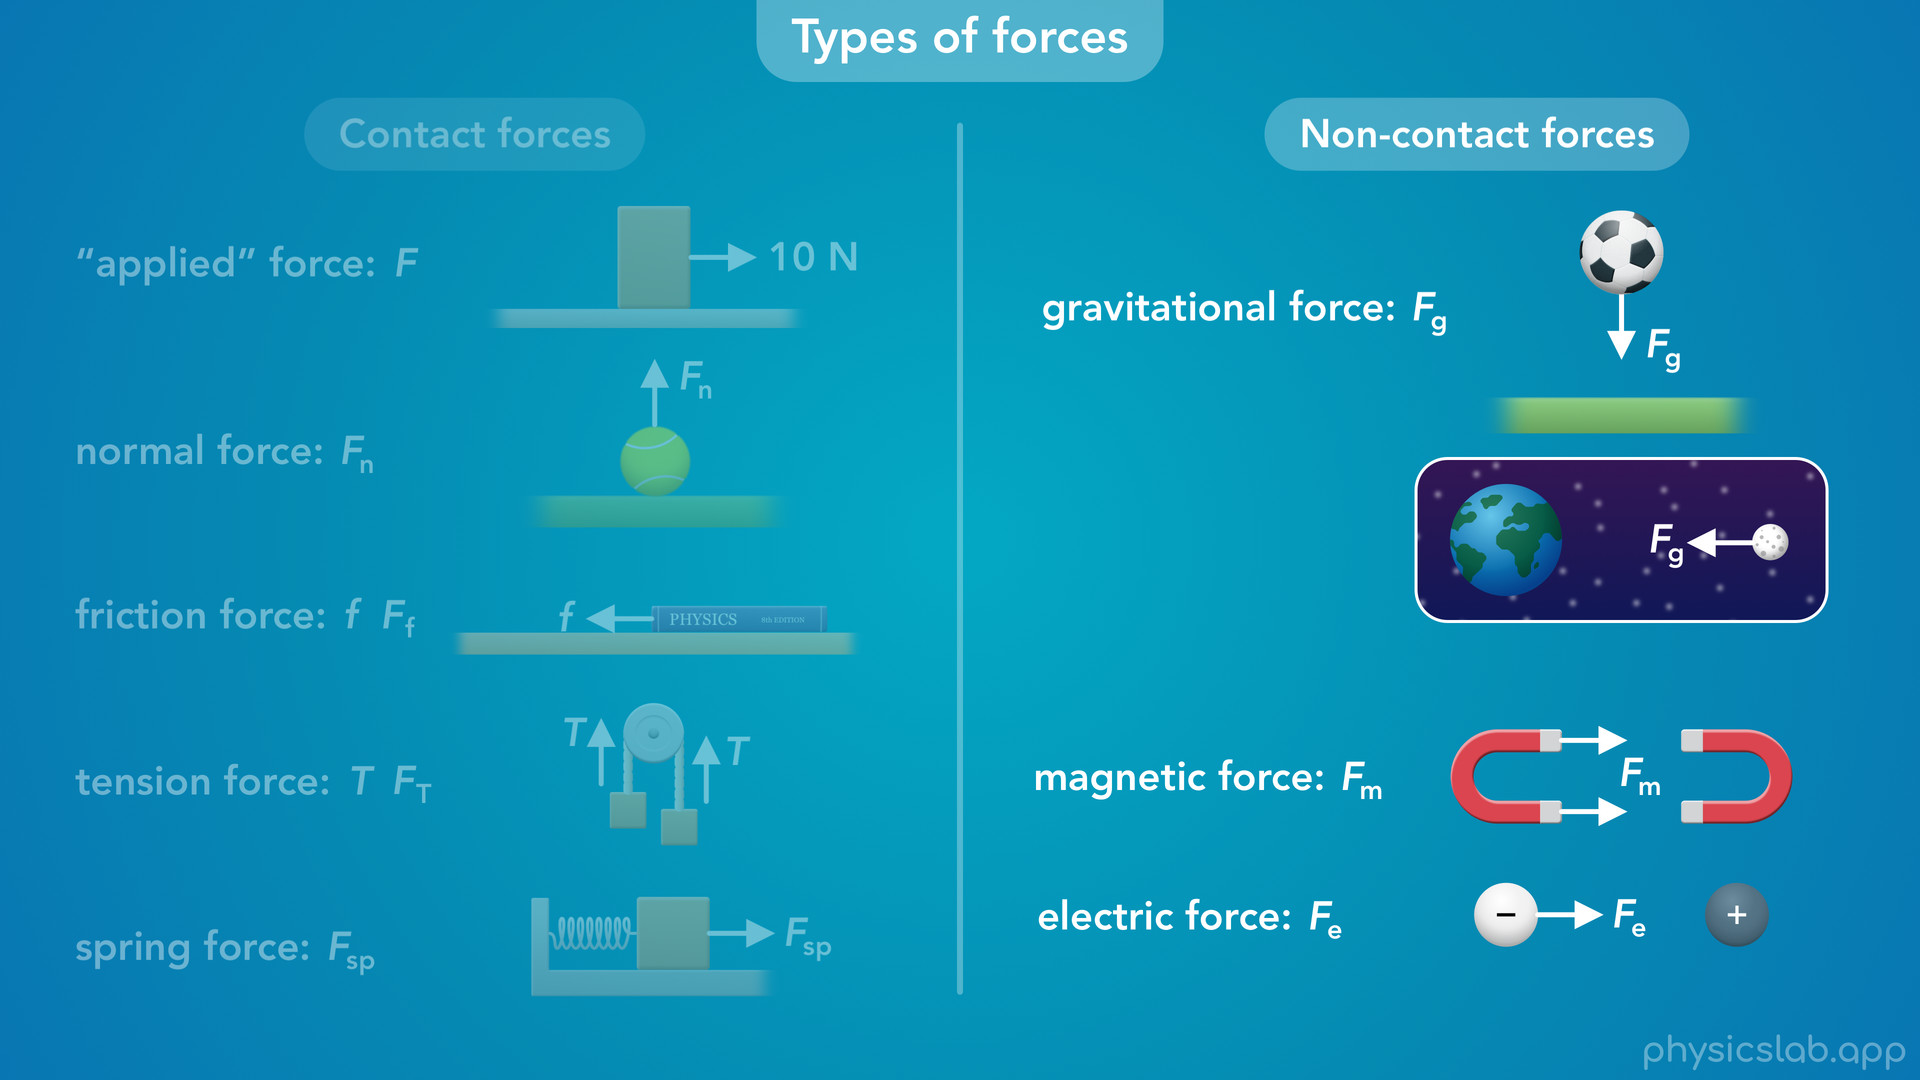 Types of forces
Contact forces
“applied” force: F
10 N
normal force: Fn
Fn
friction force: f Ff
f
PHYSICS 8th EDITION
tension force: T FT
T
T
spring force: Fsp
Fsp
Non-contact forces
gravitational force: Fg
Fg
Fg
magnetic force: Fm
Fm
electric force: Fe
− Fe +
physicslab.app